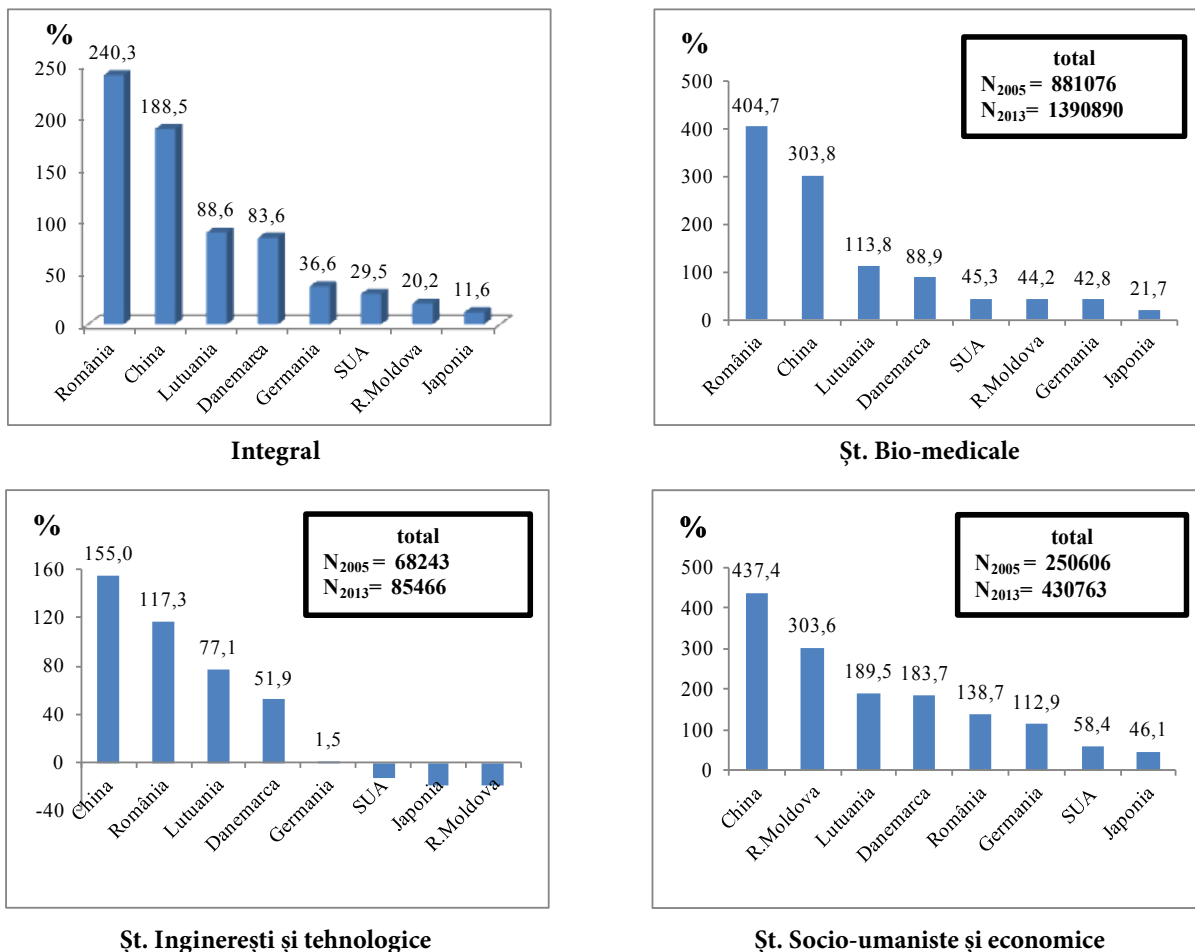 %
250
200
150
100
50
0
240,3
188,5
88,6
83,6
36,6
29,5
20,2
11,6
România
China
Lutuania
Danemarca
Germania
SUA
R.Moldova
Japonia
Integral
%
total
N2005 = 881076
N2013= 1390890
500
400
300
200
100
0
404,7
303,8
113,8
88,9
45,3
44,2
42,8
21,7
România
China
Lutuania
Danemarca
SUA
R.Moldova
Germania
Japonia
Șt. Bio-medicale
%
total
N2005 = 68243
N2013= 85466
160
120
80
40
0
-40
155,0
117,3
77,1
51,9
1,5
China
România
Lutuania
Danemarca
Germania
SUA
Japonia
R.Moldova
Șt. Inginerești și tehnologice
%
total
N2005 = 250606
N2013= 430763
500
400
300
200
100
0
437,4
303,6
189,5
183,7
138,7
112,9
58,4
46,1
China
R.Moldova
Lutuania
Danemarca
România
Germania
SUA
Japonia
Șt. Socio-umaniste și economice